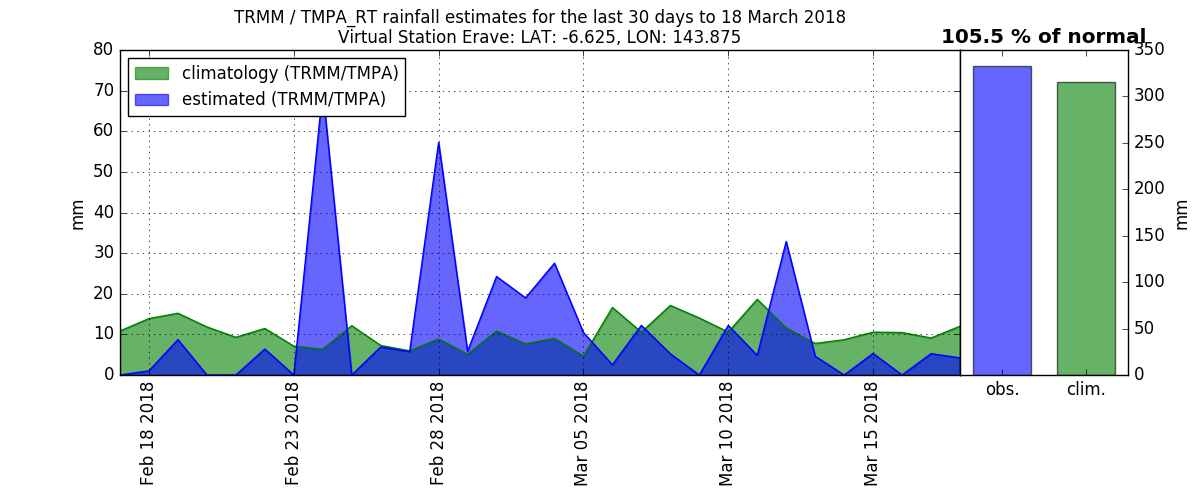 TRMM / TMPA_RT rainfall estimates for the last 30 days to 18 March 2018
Virtual Station Erave: LAT: -6.625, LON: 143.875
105.5 % of normal
climatology (TRMM/TMPA)
estimated (TRMM/TMPA)
mm
80
70
60
50
40
30
20
10
0
Feb 18 2018
Feb 23 2018
Feb 28 2018
Mar 05 2018
Mar 10 2018
Mar 15 2018
obs.
clim.
350
300
250
200
150
100
50
0
mm